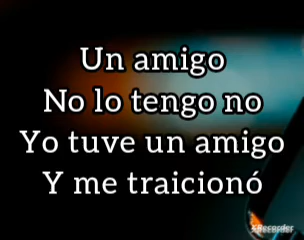 Un amigo
No lo tengo no
Yo tuve un amigo
Y me traicionó